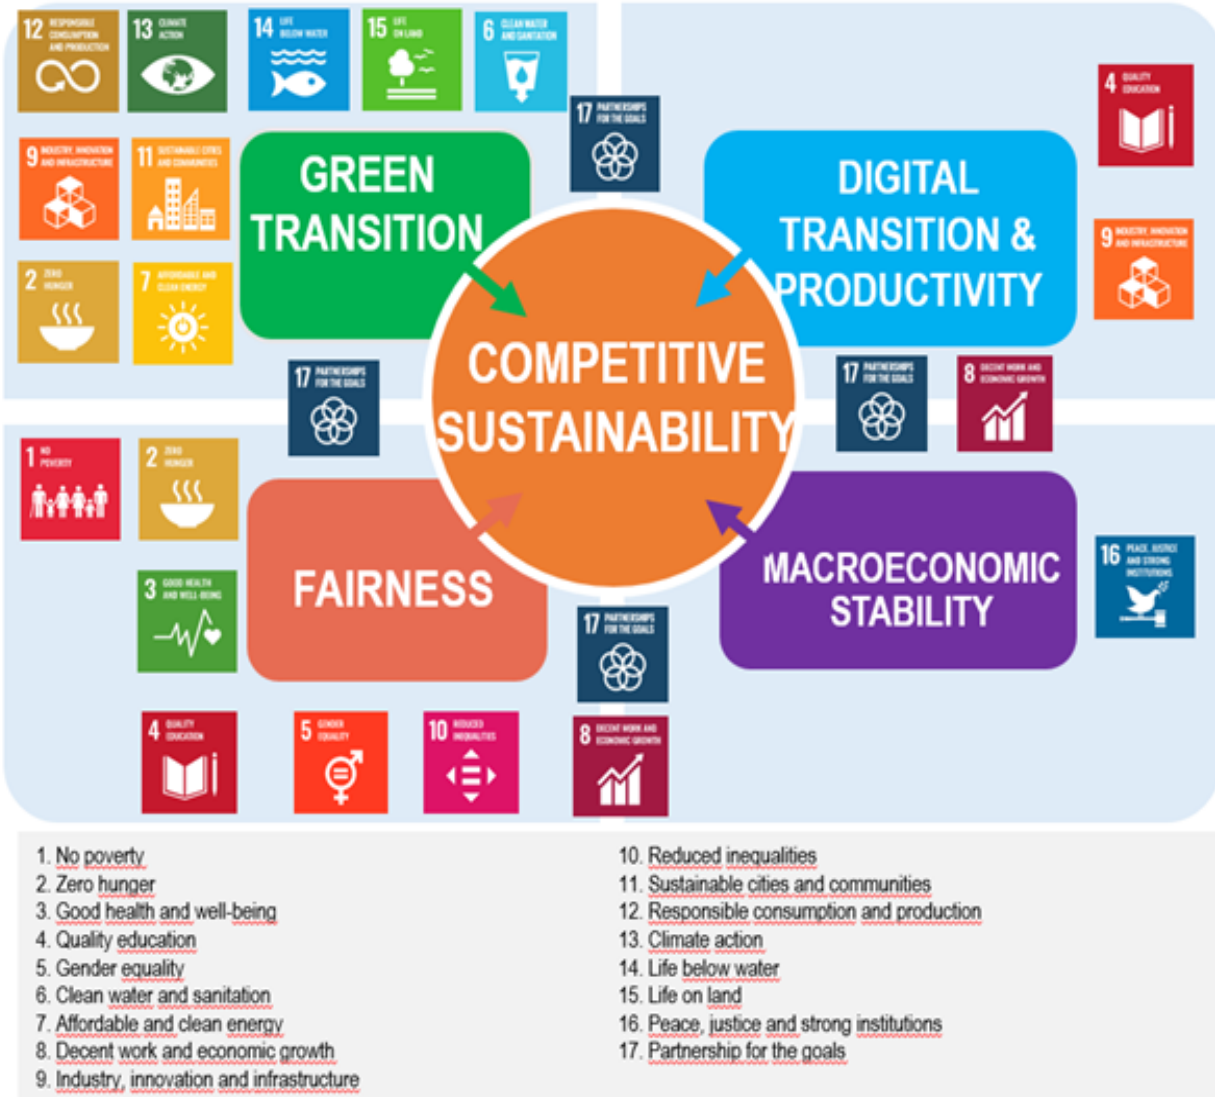 12 RESPONSIBLE
CONSUMPTION
AND PRODUCTION
13 CLIMATE
ACTION
14 LIFE
BELOW WATER
15 LIFE
ON LAND
6 CLEAN WATER
AND SANITATION
17 PARTNERSHIPS
FOR THE GOALS
4 QUALITY
EDUCATION
9 INDUSTRY, INNOVATION
AND INFRASTRUCTURE
11 SUSTAINABLE CITIES
AND COMMUNITIES
GREEN
TRANSITION
DIGITAL
TRANSITION &
PRODUCTIVITY
9 INDUSTRY, INNOVATION
AND INFRASTRUCTURE
2 ZERO
HUNGER
7 AFFORDABLE AND
CLEAN ENERGY
COMPETITIVE
SUSTAINABILITY
17 PARTNERSHIPS
FOR THE GOALS
17 PARTNERSHIPS
FOR THE GOALS
8 DECENT WORK AND
ECONOMIC GROWTH
1 NO
POVERTY
2 ZERO
HUNGER
3 GOOD HEALTH
AND WELL-BEING
FAIRNESS
MACROECONOMIC
STABILITY
16 PEACE, JUSTICE
AND STRONG
INSTITUTIONS
17 PARTNERSHIPS
FOR THE GOALS
4 QUALITY
EDUCATION
5 GENDER
EQUALITY
10 REDUCED
INEQUALITIES
8 DECENT WORK AND
ECONOMIC GROWTH
1. No poverty
2. Zero hunger
3. Good health and well-being
4. Quality education
5. Gender equality
6. Clean water and sanitation
7. Affordable and clean energy
8. Decent work and economic growth
9. Industry, innovation and infrastructure
10. Reduced inequalities
11. Sustainable cities and communities
12. Responsible consumption and production
13. Climate action
14. Life below water
15. Life on land
16. Peace, justice and strong institutions
17. Partnership for the goals